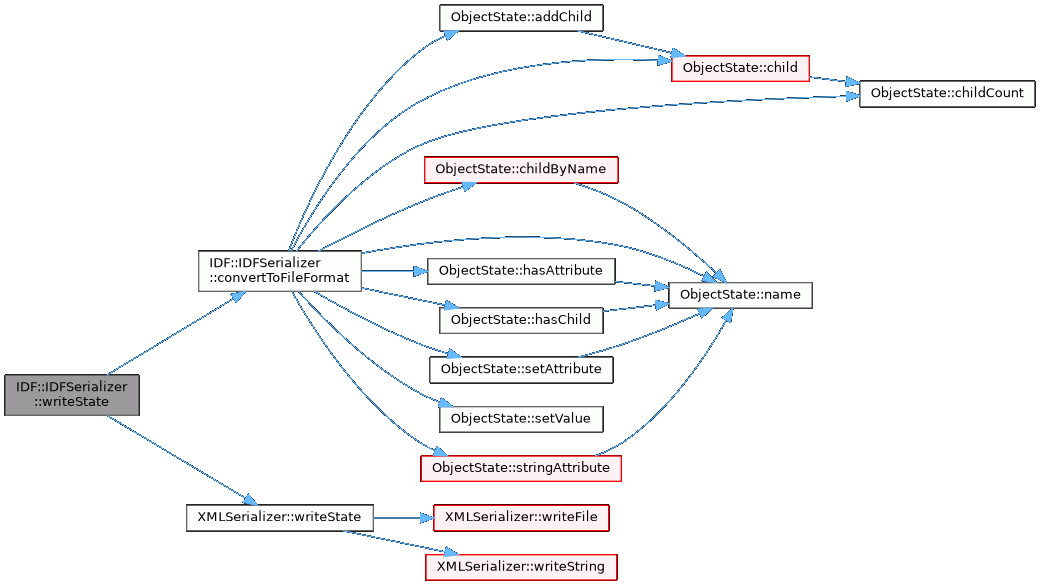 ObjectState::addChild
ObjectState::child
ObjectState::childCount
ObjectState::childByName
IDF::IDFSerializer
::convertToFileFormat
ObjectState::hasAttribute
ObjectState::name
ObjectState::hasChild
ObjectState::setAttribute
IDF::IDFSerializer
::writeState
ObjectState::setValue
ObjectState::stringAttribute
XMLSerializer::writeState
XMLSerializer::writeFile
XMLSerializer::writeString